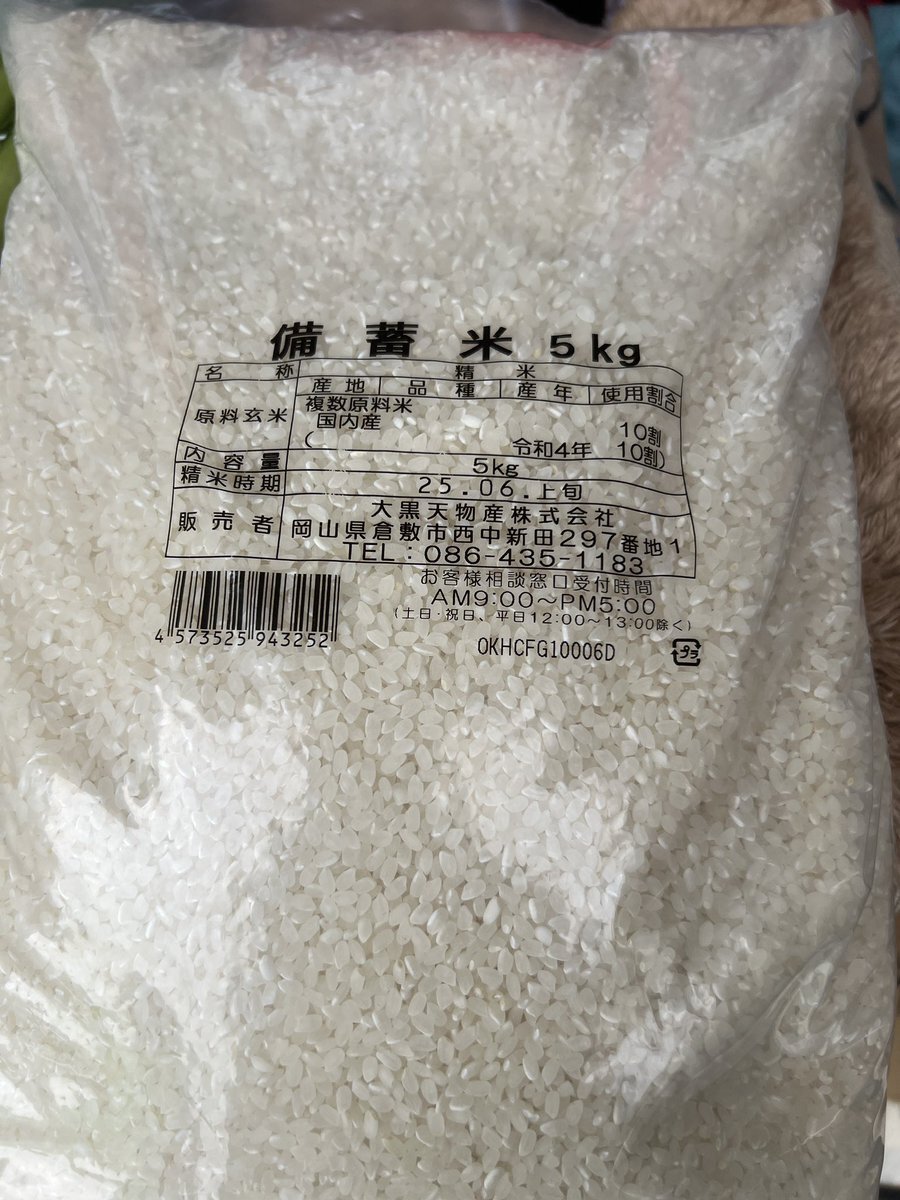 備蓄米 5kg
名称 精米
産地 品種 産年 使用割合
原料玄米 複数原料米 10割
国内産
( 令和4年 10割)
内容量 5kg
精米時期 25.06.上旬
販売者 大黒天物産株式会社
岡山県倉敷市西中新田297番地1
TEL:086-435-1183
お客様相談窓口受付時間
AM9:00〜PM5:00
(土日・祝日、平日12:00〜13:00除く)
4 573525 943252
OKHCFG10006D
プラ